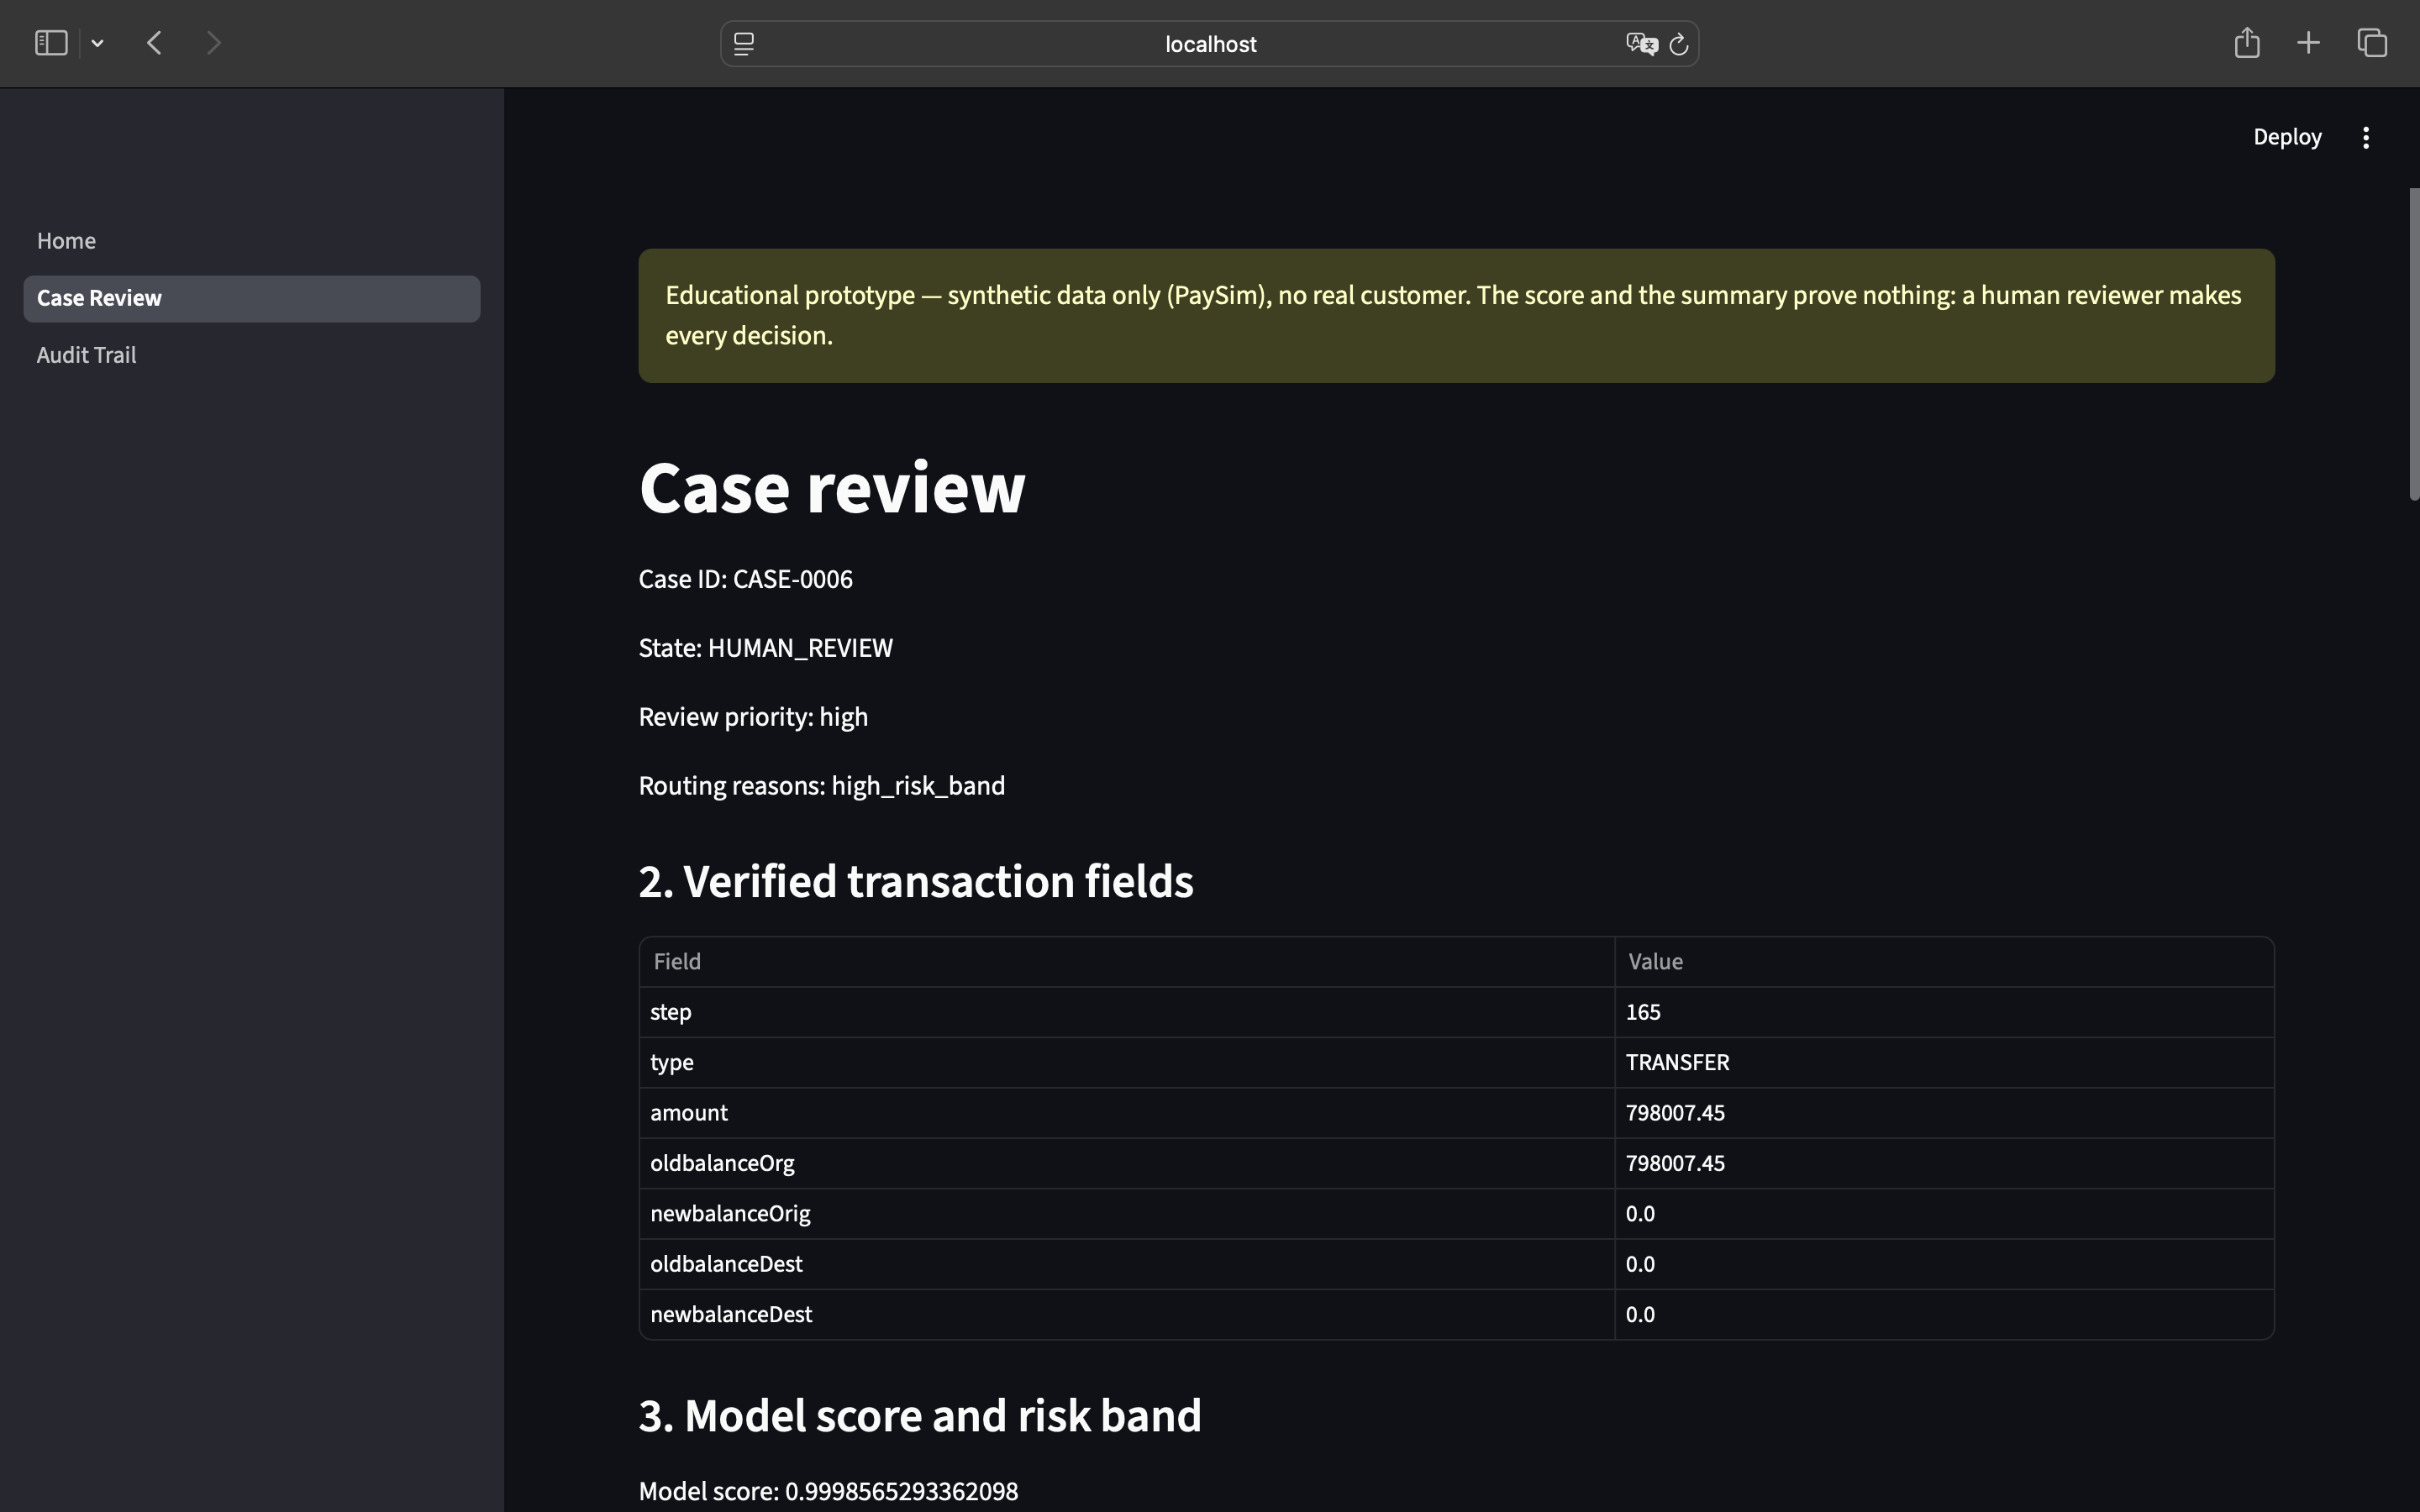 localhost
Deploy
Home
Case Review
Audit Trail
Educational prototype — synthetic data only (PaySim), no real customer. The score and the summary prove nothing: a human reviewer makes
every decision.
Case review
Case ID: CASE-0006
State: HUMAN_REVIEW
Review priority: high
Routing reasons: high_risk_band
2. Verified transaction fields
Field Value
step 165
type TRANSFER
amount 798007.45
oldbalanceOrg 798007.45
newbalanceOrig 0.0
oldbalanceDest 0.0
newbalanceDest 0.0
3. Model score and risk band
Model score: 0.9998565293362098